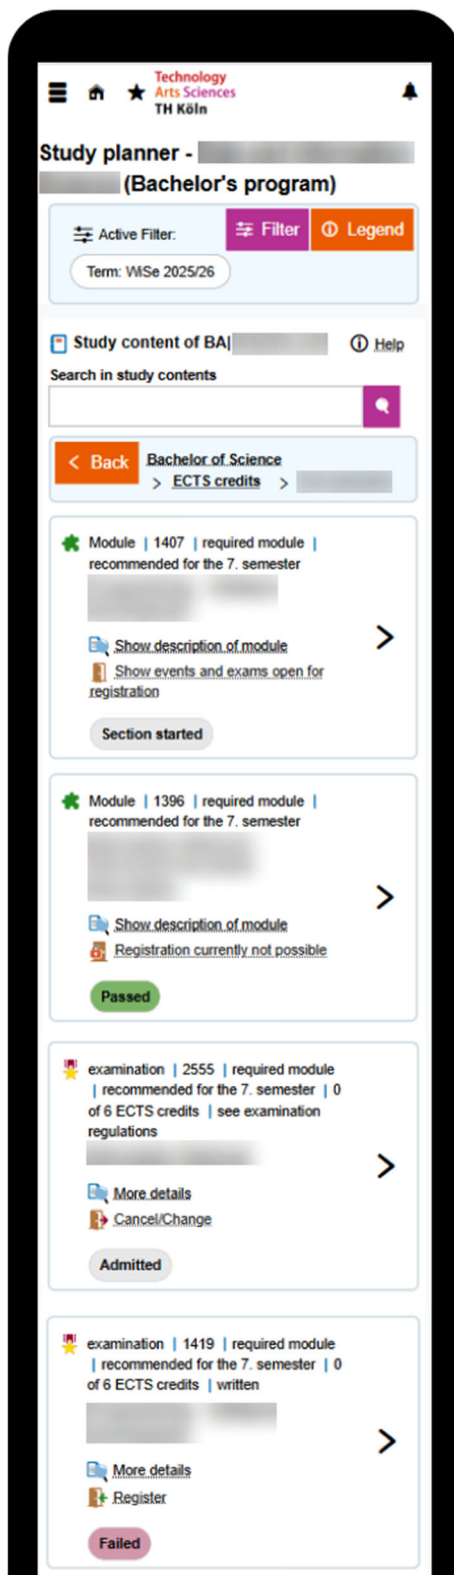 Technology
Arts Sciences
TH Köln
Study planner -
(Bachelor's program)
Active Filter:
Filter
Legend
Term: WiSe 2025/26
Study content of BA|
Help
Search in study contents
< Back
Bachelor of Science
> ECTS credits >
Module | 1407 | required module |
recommended for the 7. semester
Show description of module
Show events and exams open for
registration
Section started
Module | 1396 | required module |
recommended for the 7. semester
Show description of module
Registration currently not possible
Passed
examination | 2555 | required module
| recommended for the 7. semester | 0
of 6 ECTS credits | see examination
regulations
More details
Cancel/Change
Admitted
examination | 1419 | required module
| recommended for the 7. semester | 0
of 6 ECTS credits | written
More details
Register
Failed